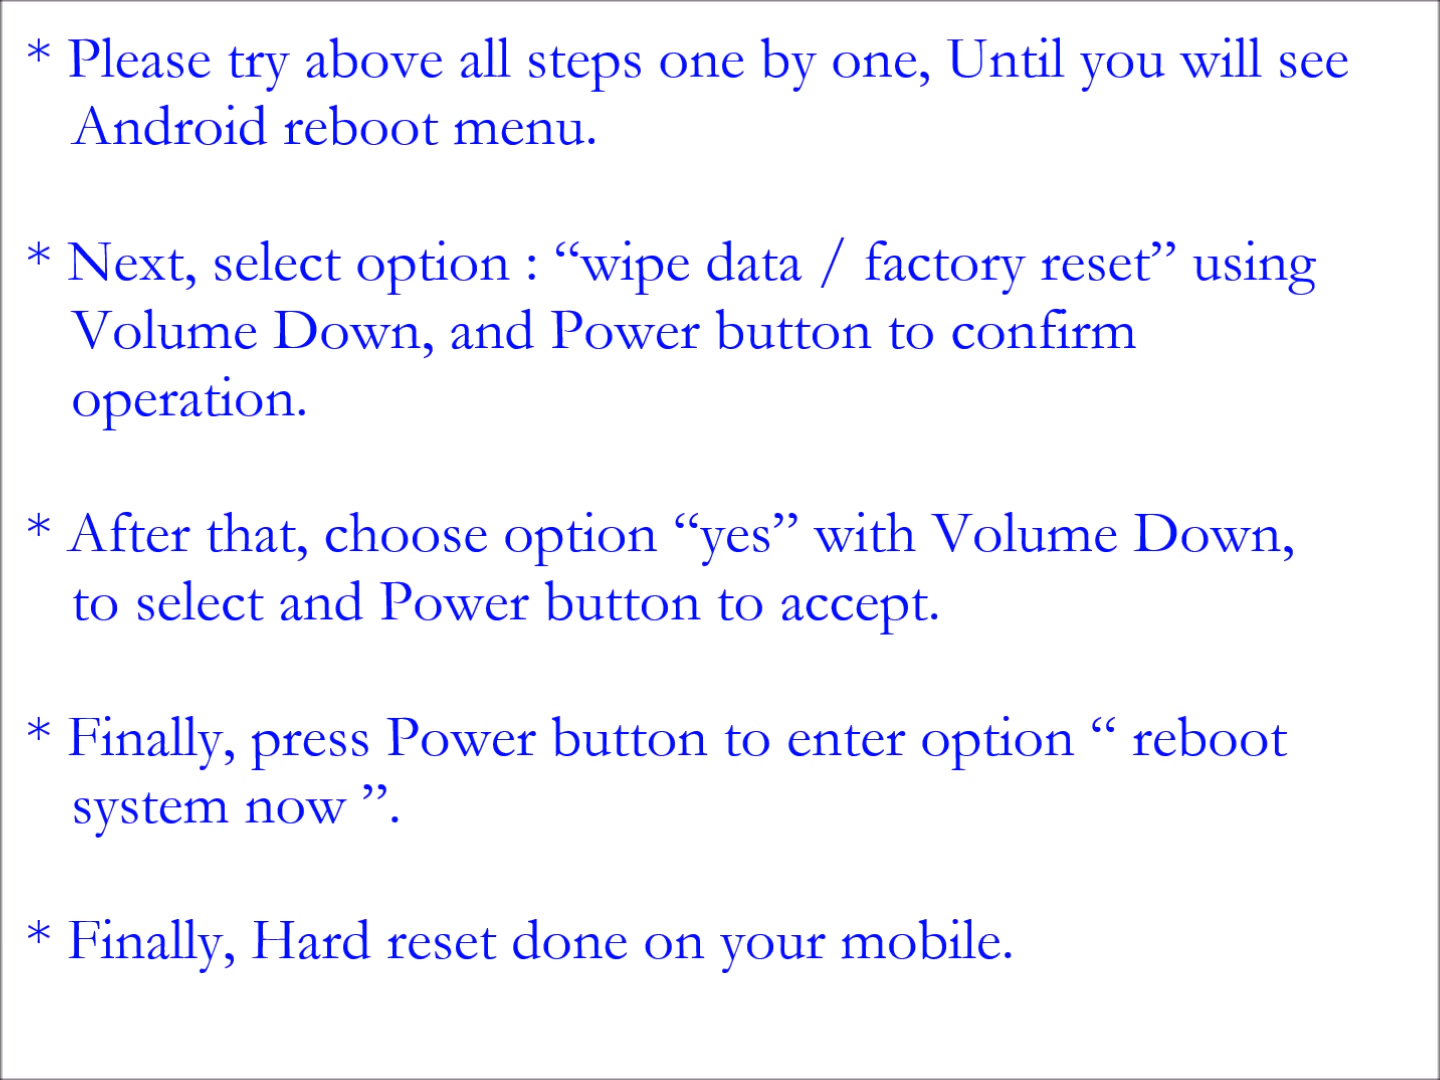 * Please try above all steps one by one, Until you will see
Android reboot menu.
* Next, select option : “wipe data / factory reset” using
Volume Down, and Power button to confirm
operation.
* After that, choose option “yes” with Volume Down,
to select and Power button to accept.
* Finally, press Power button to enter option “ reboot
system now ”.
* Finally, Hard reset done on your mobile.